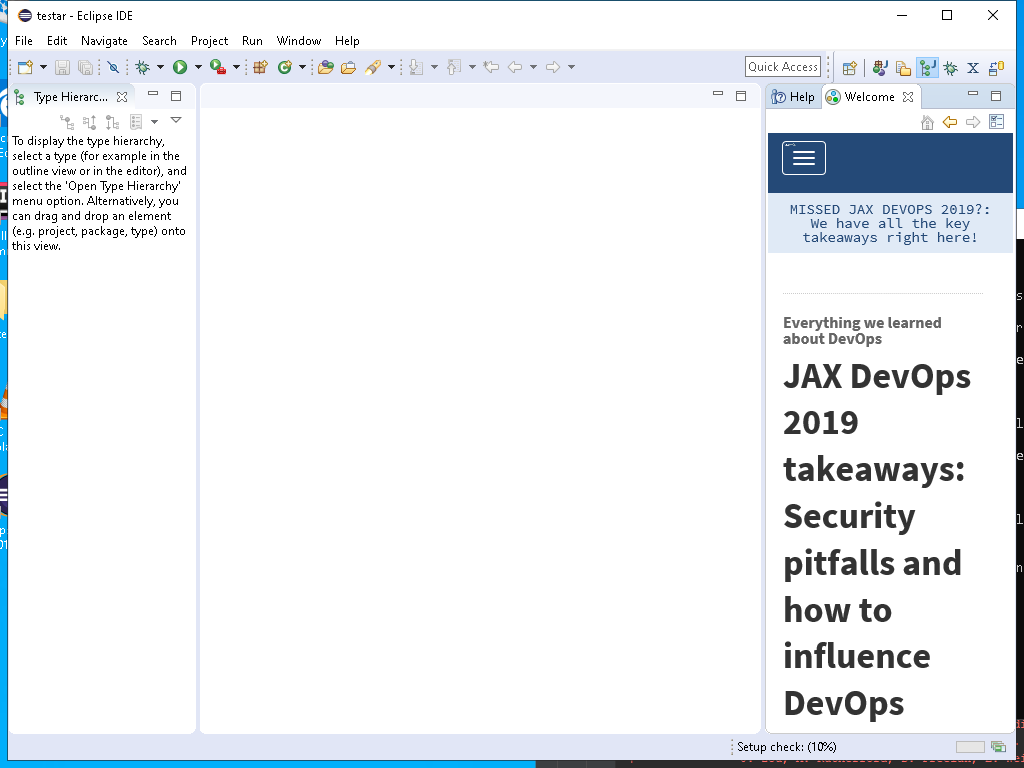 testar - Eclipse IDE
File Edit Navigate Search Project Run Window Help
Quick Access
Type Hierarc...
Help
Welcome
To display the type hierarchy,
select a type (for example in the
outline view or in the editor), and
select the 'Open Type Hierarchy'
menu option. Alternatively, you
can drag and drop an element
(e.g. project, package, type) onto
this view.
MISSED JAX DEVOPS 2019?:
We have all the key
takeaways right here!
Everything we learned
about DevOps
JAX DevOps
2019
takeaways:
Security
pitfalls and
how to
influence
DevOps
Setup check: (10%)